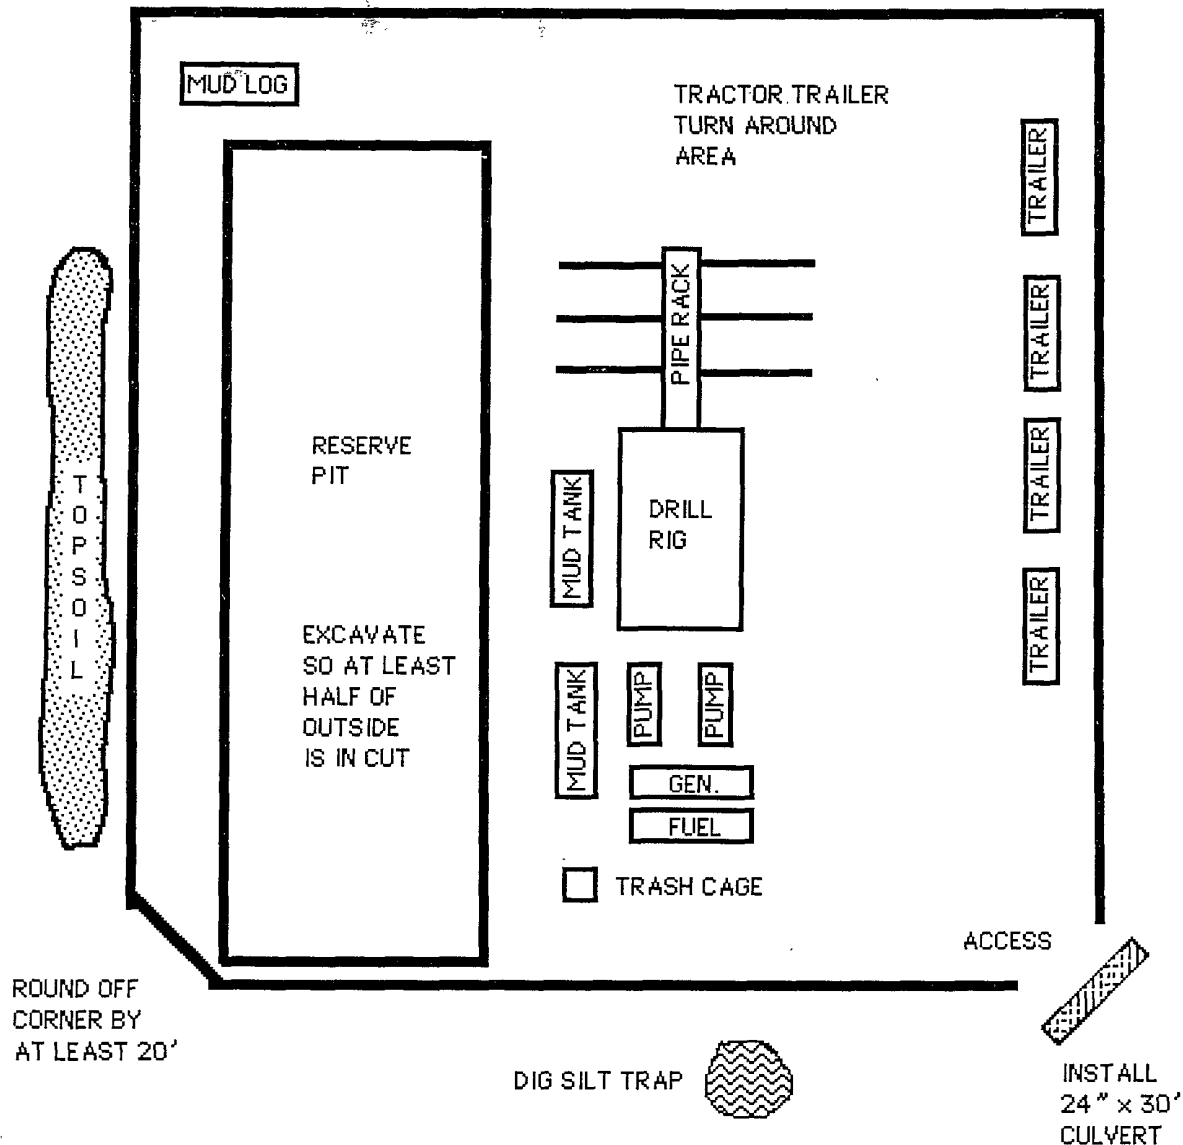 MUD LOG
TRACTOR TRAILER
TURN AROUND
AREA
TRAILER
PIPE RACK
TRAILER
RESERVE
PIT
TRAILER
MUD TANK
DRILL
RIG
TOPSOIL
TRAILER
EXCAVATE
SO AT LEAST
HALF OF
OUTSIDE
IS IN CUT
MUD TANK
PUMP
PUMP
GEN.
FUEL
TRASH CAGE
ACCESS
ROUND OFF
CORNER BY
AT LEAST 20'
DIG SILT TRAP
INSTALL
24" x 30'
CULVERT